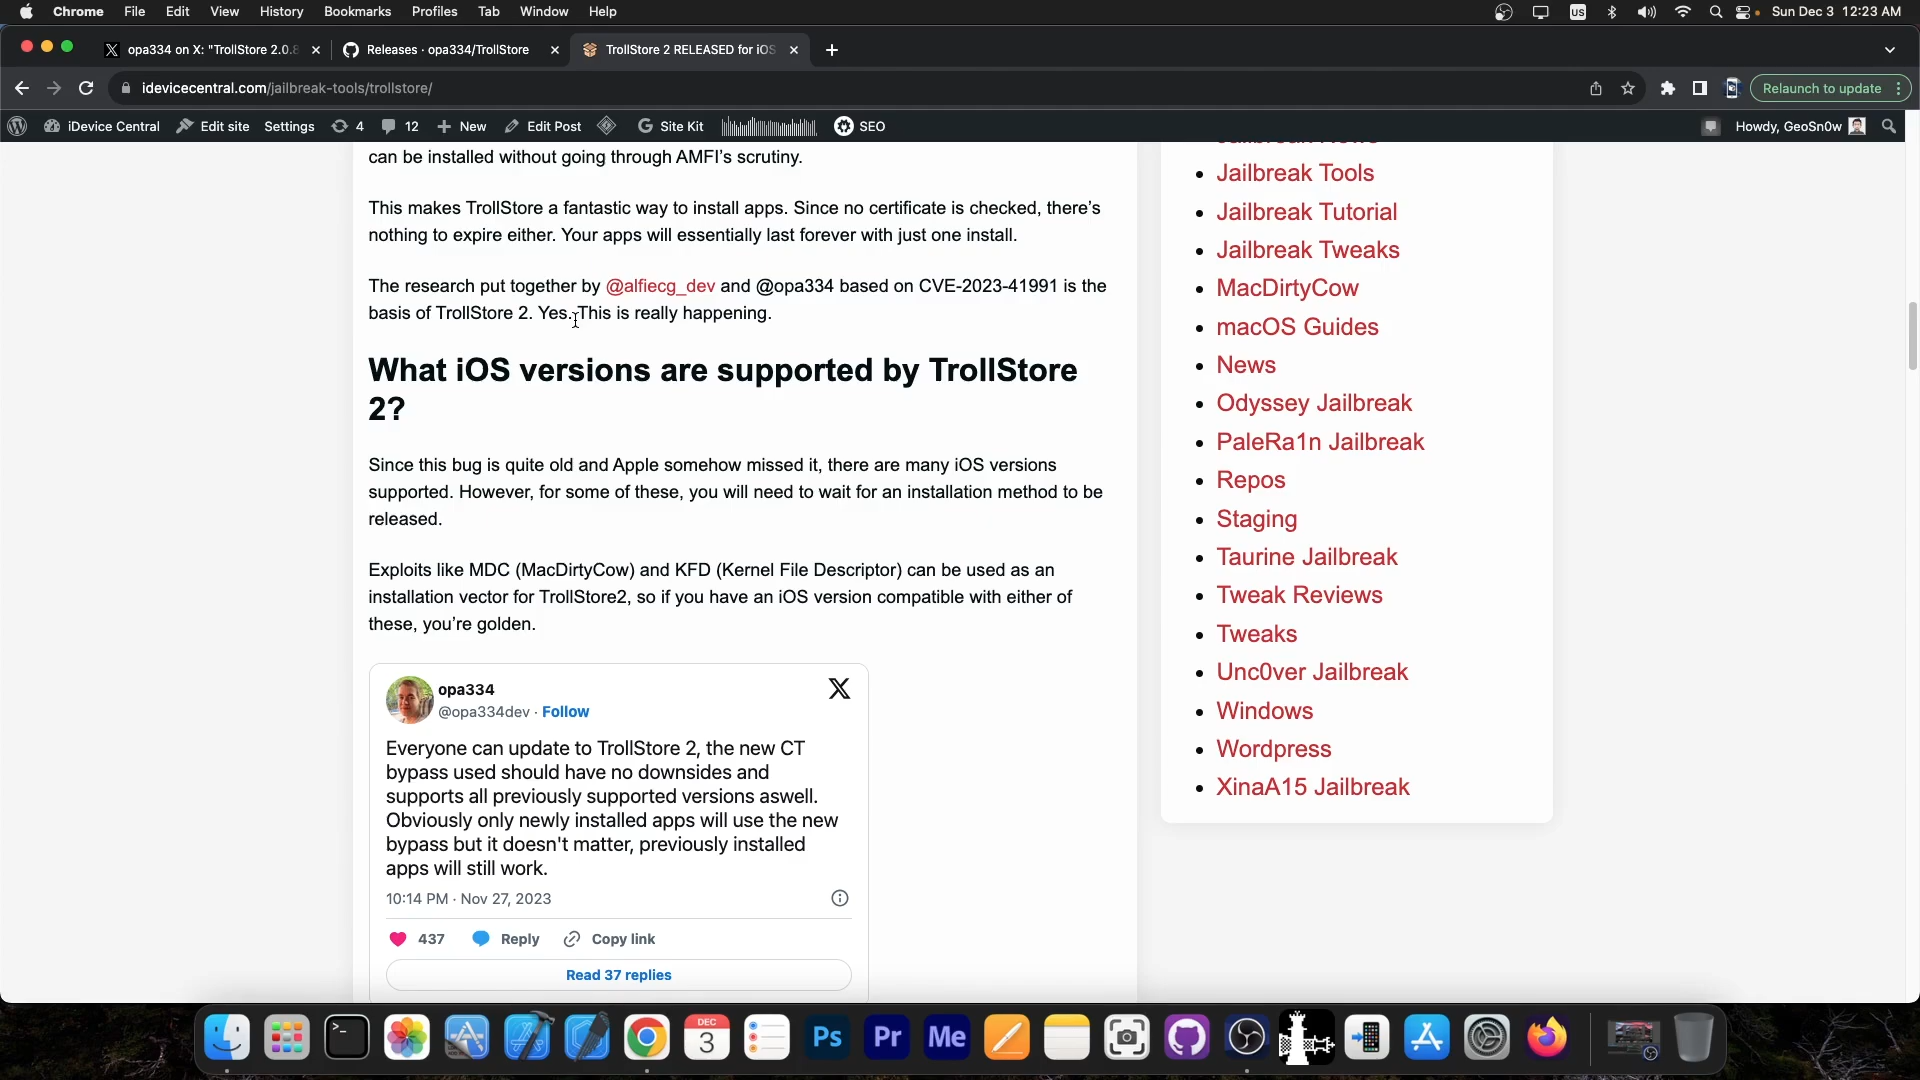 Chrome File Edit View History Bookmarks Profiles Tab Window Help US Sun Dec 3 12:23 AM
opa334 on X: "TrollStore 2.0.8 Releases · opa334/TrollStore TrollStore 2 RELEASED for iOS
idevicecentral.com/jailbreak-tools/trollstore/ Relaunch to update
iDevice Central Edit site Settings 4 12 New Edit Post Site Kit SEO Howdy, GeoSn0w
can be installed without going through AMFI's scrutiny.
This makes TrollStore a fantastic way to install apps. Since no certificate is checked, there's
nothing to expire either. Your apps will essentially last forever with just one install.
The research put together by @alfiecg_dev and @opa334 based on CVE-2023-41991 is the
basis of TrollStore 2. Yes. This is really happening.
What iOS versions are supported by TrollStore
2?
Since this bug is quite old and Apple somehow missed it, there are many iOS versions
supported. However, for some of these, you will need to wait for an installation method to be
released.
Exploits like MDC (MacDirtyCow) and KFD (Kernel File Descriptor) can be used as an
installation vector for TrollStore2, so if you have an iOS version compatible with either of
these, you're golden.
opa334
@opa334dev · Follow
Everyone can update to TrollStore 2, the new CT
bypass used should have no downsides and
supports all previously supported versions aswell.
Obviously only newly installed apps will use the new
bypass but it doesn't matter, previously installed
apps will still work.
10:14 PM · Nov 27, 2023
437 Reply Copy link
Read 37 replies
Jailbreak Tools
Jailbreak Tutorial
Jailbreak Tweaks
MacDirtyCow
macOS Guides
News
Odyssey Jailbreak
PaleRa1n Jailbreak
Repos
Staging
Taurine Jailbreak
Tweak Reviews
Tweaks
Unc0ver Jailbreak
Windows
Wordpress
XinaA15 Jailbreak
DEC
3
Ps Pr Me